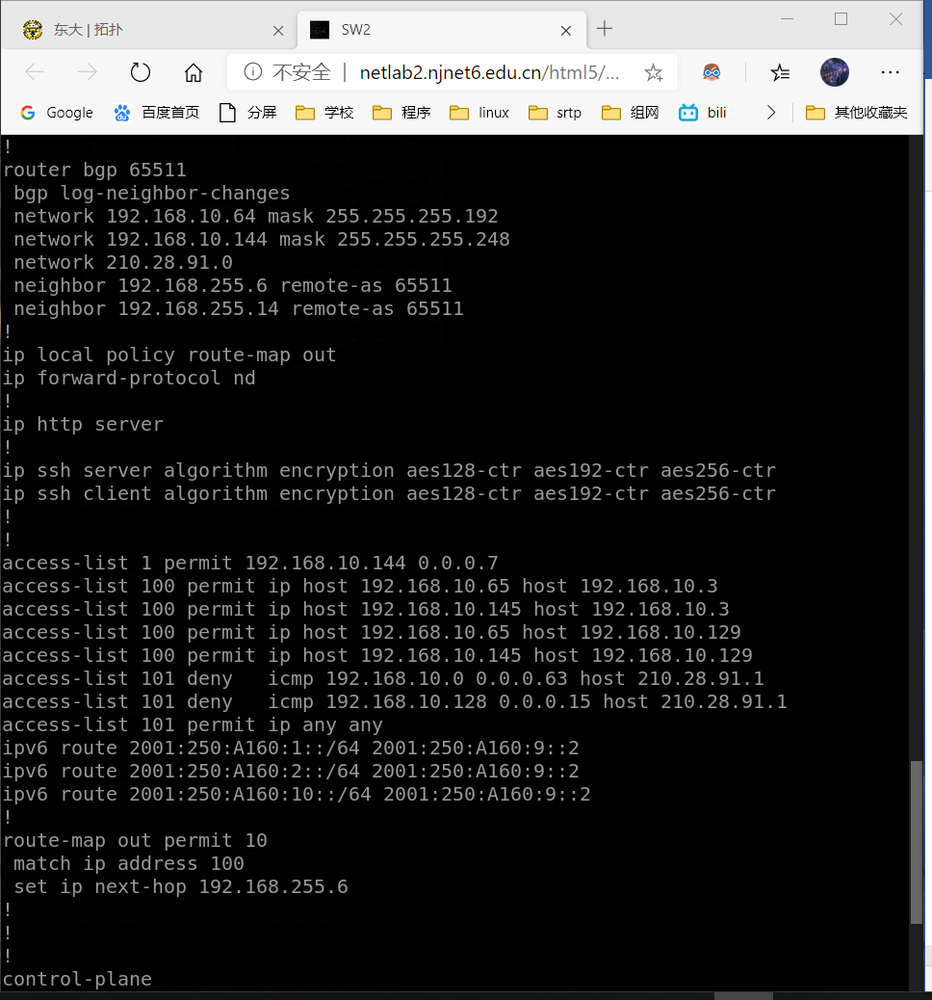 东大 | 拓扑
SW2
不安全 | netlab2.njnet6.edu.cn/html5/...
Google 百度首页 分屏 学校 程序 linux srtp 组网 bili 其他收藏夹
!
router bgp 65511
 bgp log-neighbor-changes
 network 192.168.10.64 mask 255.255.255.192
 network 192.168.10.144 mask 255.255.255.248
 network 210.28.91.0
 neighbor 192.168.255.6 remote-as 65511
 neighbor 192.168.255.14 remote-as 65511
!
ip local policy route-map out
ip forward-protocol nd
!
ip http server
!
ip ssh server algorithm encryption aes128-ctr aes192-ctr aes256-ctr
ip ssh client algorithm encryption aes128-ctr aes192-ctr aes256-ctr
!
!
access-list 1 permit 192.168.10.144 0.0.0.7
access-list 100 permit ip host 192.168.10.65 host 192.168.10.3
access-list 100 permit ip host 192.168.10.145 host 192.168.10.3
access-list 100 permit ip host 192.168.10.65 host 192.168.10.129
access-list 100 permit ip host 192.168.10.145 host 192.168.10.129
access-list 101 deny   icmp 192.168.10.0 0.0.0.63 host 210.28.91.1
access-list 101 deny   icmp 192.168.10.128 0.0.0.15 host 210.28.91.1
access-list 101 permit ip any any
ipv6 route 2001:250:A160:1::/64 2001:250:A160:9::2
ipv6 route 2001:250:A160:2::/64 2001:250:A160:9::2
ipv6 route 2001:250:A160:10::/64 2001:250:A160:9::2
!
route-map out permit 10
 match ip address 100
 set ip next-hop 192.168.255.6
!
!
!
control-plane